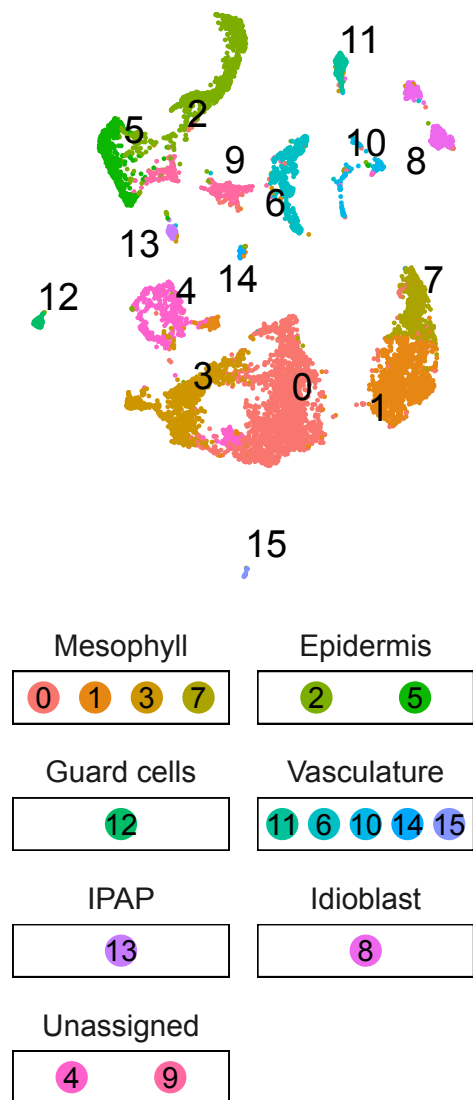 11
5
2
10
9
8
6
13
14
7
12
4
3
0
1
15
Mesophyll
Epidermis
0 1 3 7
2 5
Guard cells
Vasculature
12
11 6 10 14 15
IPAP
Idioblast
13
8
Unassigned
4 9